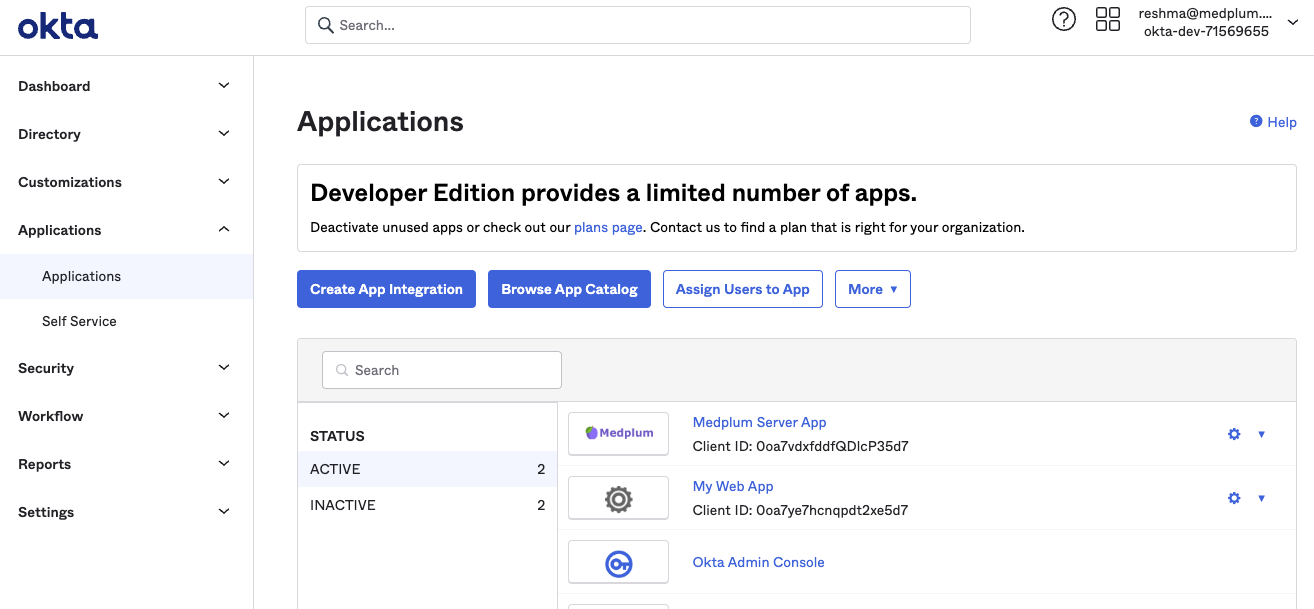 okta
Search...
reshma@medplum....
okta-dev-71569655
Dashboard
Directory
Customizations
Applications
Applications
Self Service
Security
Workflow
Reports
Settings
Applications
Help
Developer Edition provides a limited number of apps.
Deactivate unused apps or check out our plans page. Contact us to find a plan that is right for your organization.
Create App Integration
Browse App Catalog
Assign Users to App
More
Search
STATUS
ACTIVE 2
INACTIVE 2
Medplum
Medplum Server App
Client ID: 0oa7vdxfddfQDlcP35d7
My Web App
Client ID: 0oa7ye7hcnqpdt2xe5d7
Okta Admin Console